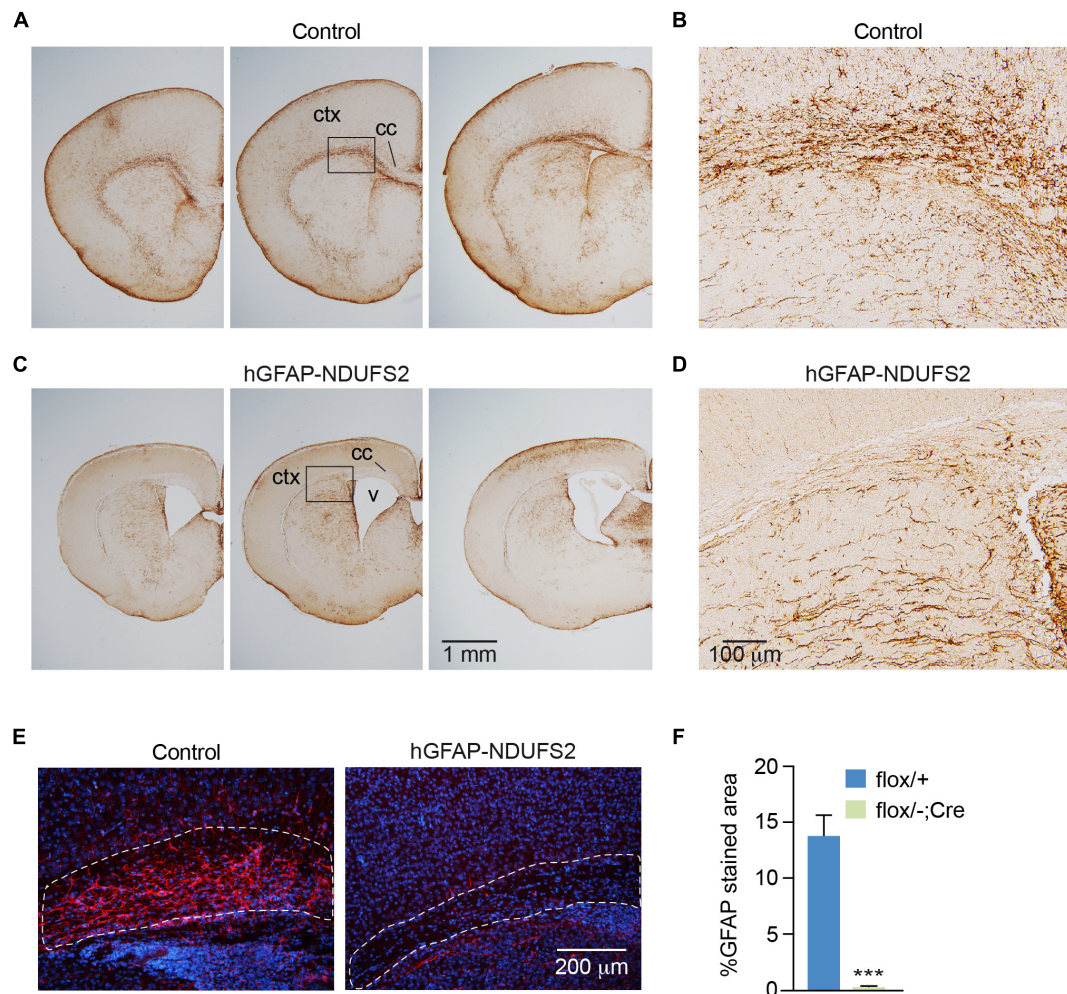 A
Control
ctx
cc
B
Control
C
hGFAP-NDUFS2
ctx
cc
v
1 mm
D
hGFAP-NDUFS2
100 µm
E
Control
hGFAP-NDUFS2
200 µm
F
%GFAP stained area
20
15
10
5
0
flox/+
flox/-;Cre
***